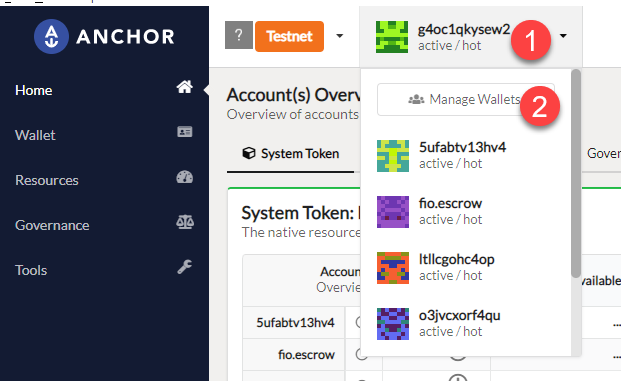 ANCHOR
?
Testnet
g4oc1qkysew2
active / hot
1
Home
Wallet
Resources
Governance
Tools
Account(s) Overv
Overview of accounts
System Token
Gover
System Token:
The native resource
Accou
Overvie
vailable
5ufabtv13hv4
...
fio.escrow
...
Manage Wallets
2
5ufabtv13hv4
active / hot
fio.escrow
active / hot
ltllcgohc4op
active / hot
o3jvcxorf4qu
active / hot